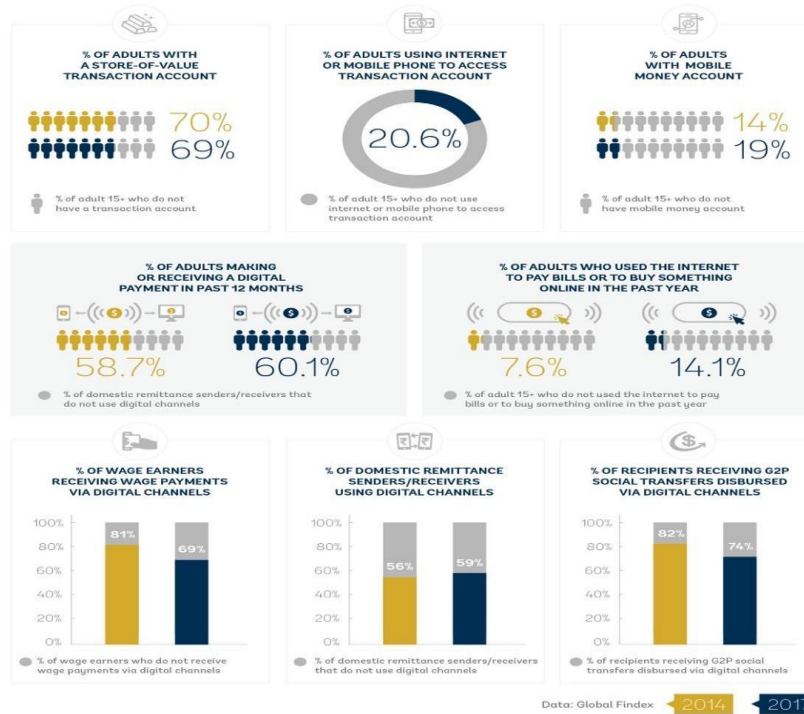 % OF ADULTS WITH
A STORE-OF-VALUE
TRANSACTION ACCOUNT
70%
69%
% of adult 15+ who do not
have a transaction account
% OF ADULTS USING INTERNET
OR MOBILE PHONE TO ACCESS
TRANSACTION ACCOUNT
20.6%
% of adult 15+ who do not use
internet or mobile phone to access
transaction account
% OF ADULTS
WITH MOBILE
MONEY ACCOUNT
14%
19%
% of adult 15+ who do not
have mobile money account
% OF ADULTS MAKING
OR RECEIVING A DIGITAL
PAYMENT IN PAST 12 MONTHS
58.7%
60.1%
% of domestic remittance senders/receivers that
do not use digital channels
% OF ADULTS WHO USED THE INTERNET
TO PAY BILLS OR TO BUY SOMETHING
ONLINE IN THE PAST YEAR
7.6%
14.1%
% of adult 15+ who do not used the internet to pay
bills or to buy something online in the past year
% OF WAGE EARNERS
RECEIVING WAGE PAYMENTS
VIA DIGITAL CHANNELS
100%
80%
60%
40%
20%
0%
81%
69%
% of wage earners who do not receive
wage payments via digital channels
% OF DOMESTIC REMITTANCE
SENDERS/RECEIVERS
USING DIGITAL CHANNELS
100%
80%
60%
40%
20%
0%
56%
59%
% of domestic remittance senders/receivers
that do not use digital channels
% OF RECIPIENTS RECEIVING G2P
SOCIAL TRANSFERS DISBURSED
VIA DIGITAL CHANNELS
100%
80%
60%
40%
20%
0%
82%
74%
% of recipients receiving G2P social
transfers disbursed via digital channels
Data: Global Findex 2014 2017